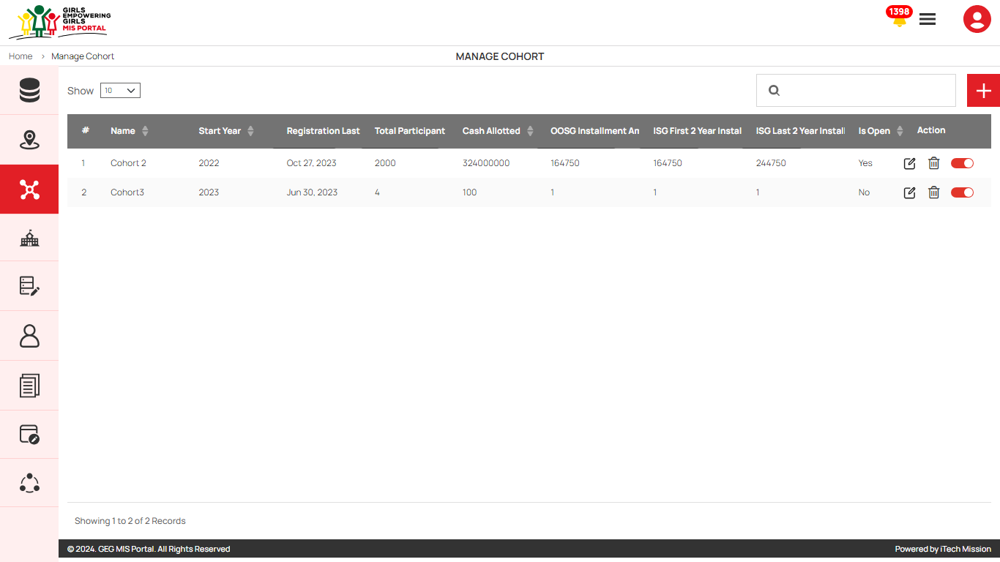 GIRLS
EMPOWERING
GIRLS
MIS PORTAL
1398
Home > Manage Cohort
MANAGE COHORT
Show 10
# Name Start Year Registration Last Total Participant Cash Allotted OOSG Installment Am ISG First 2 Year Instal ISG Last 2 Year Install Is Open Action
1 Cohort 2 2022 Oct 27, 2023 2000 324000000 164750 164750 244750 Yes
2 Cohort3 2023 Jun 30, 2023 4 100 1 1 1 No
Showing 1 to 2 of 2 Records
© 2024. GEG MIS Portal. All Rights Reserved Powered by iTech Mission